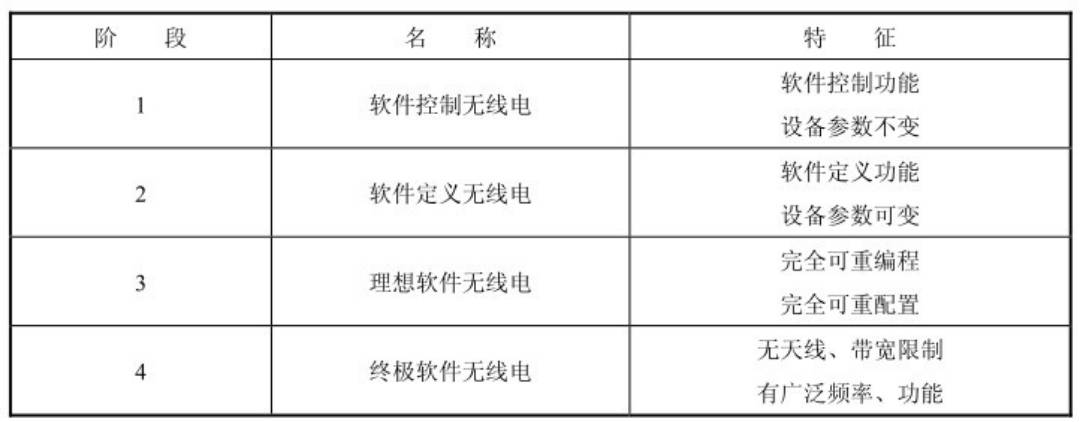 阶 段 名 称 特 征
1 软件控制无线电 软件控制功能
设备参数不变
2 软件定义无线电 软件定义功能
设备参数可变
3 理想软件无线电 完全可重编程
完全可重配置
4 终极软件无线电 无天线、带宽限制
有广泛频率、功能